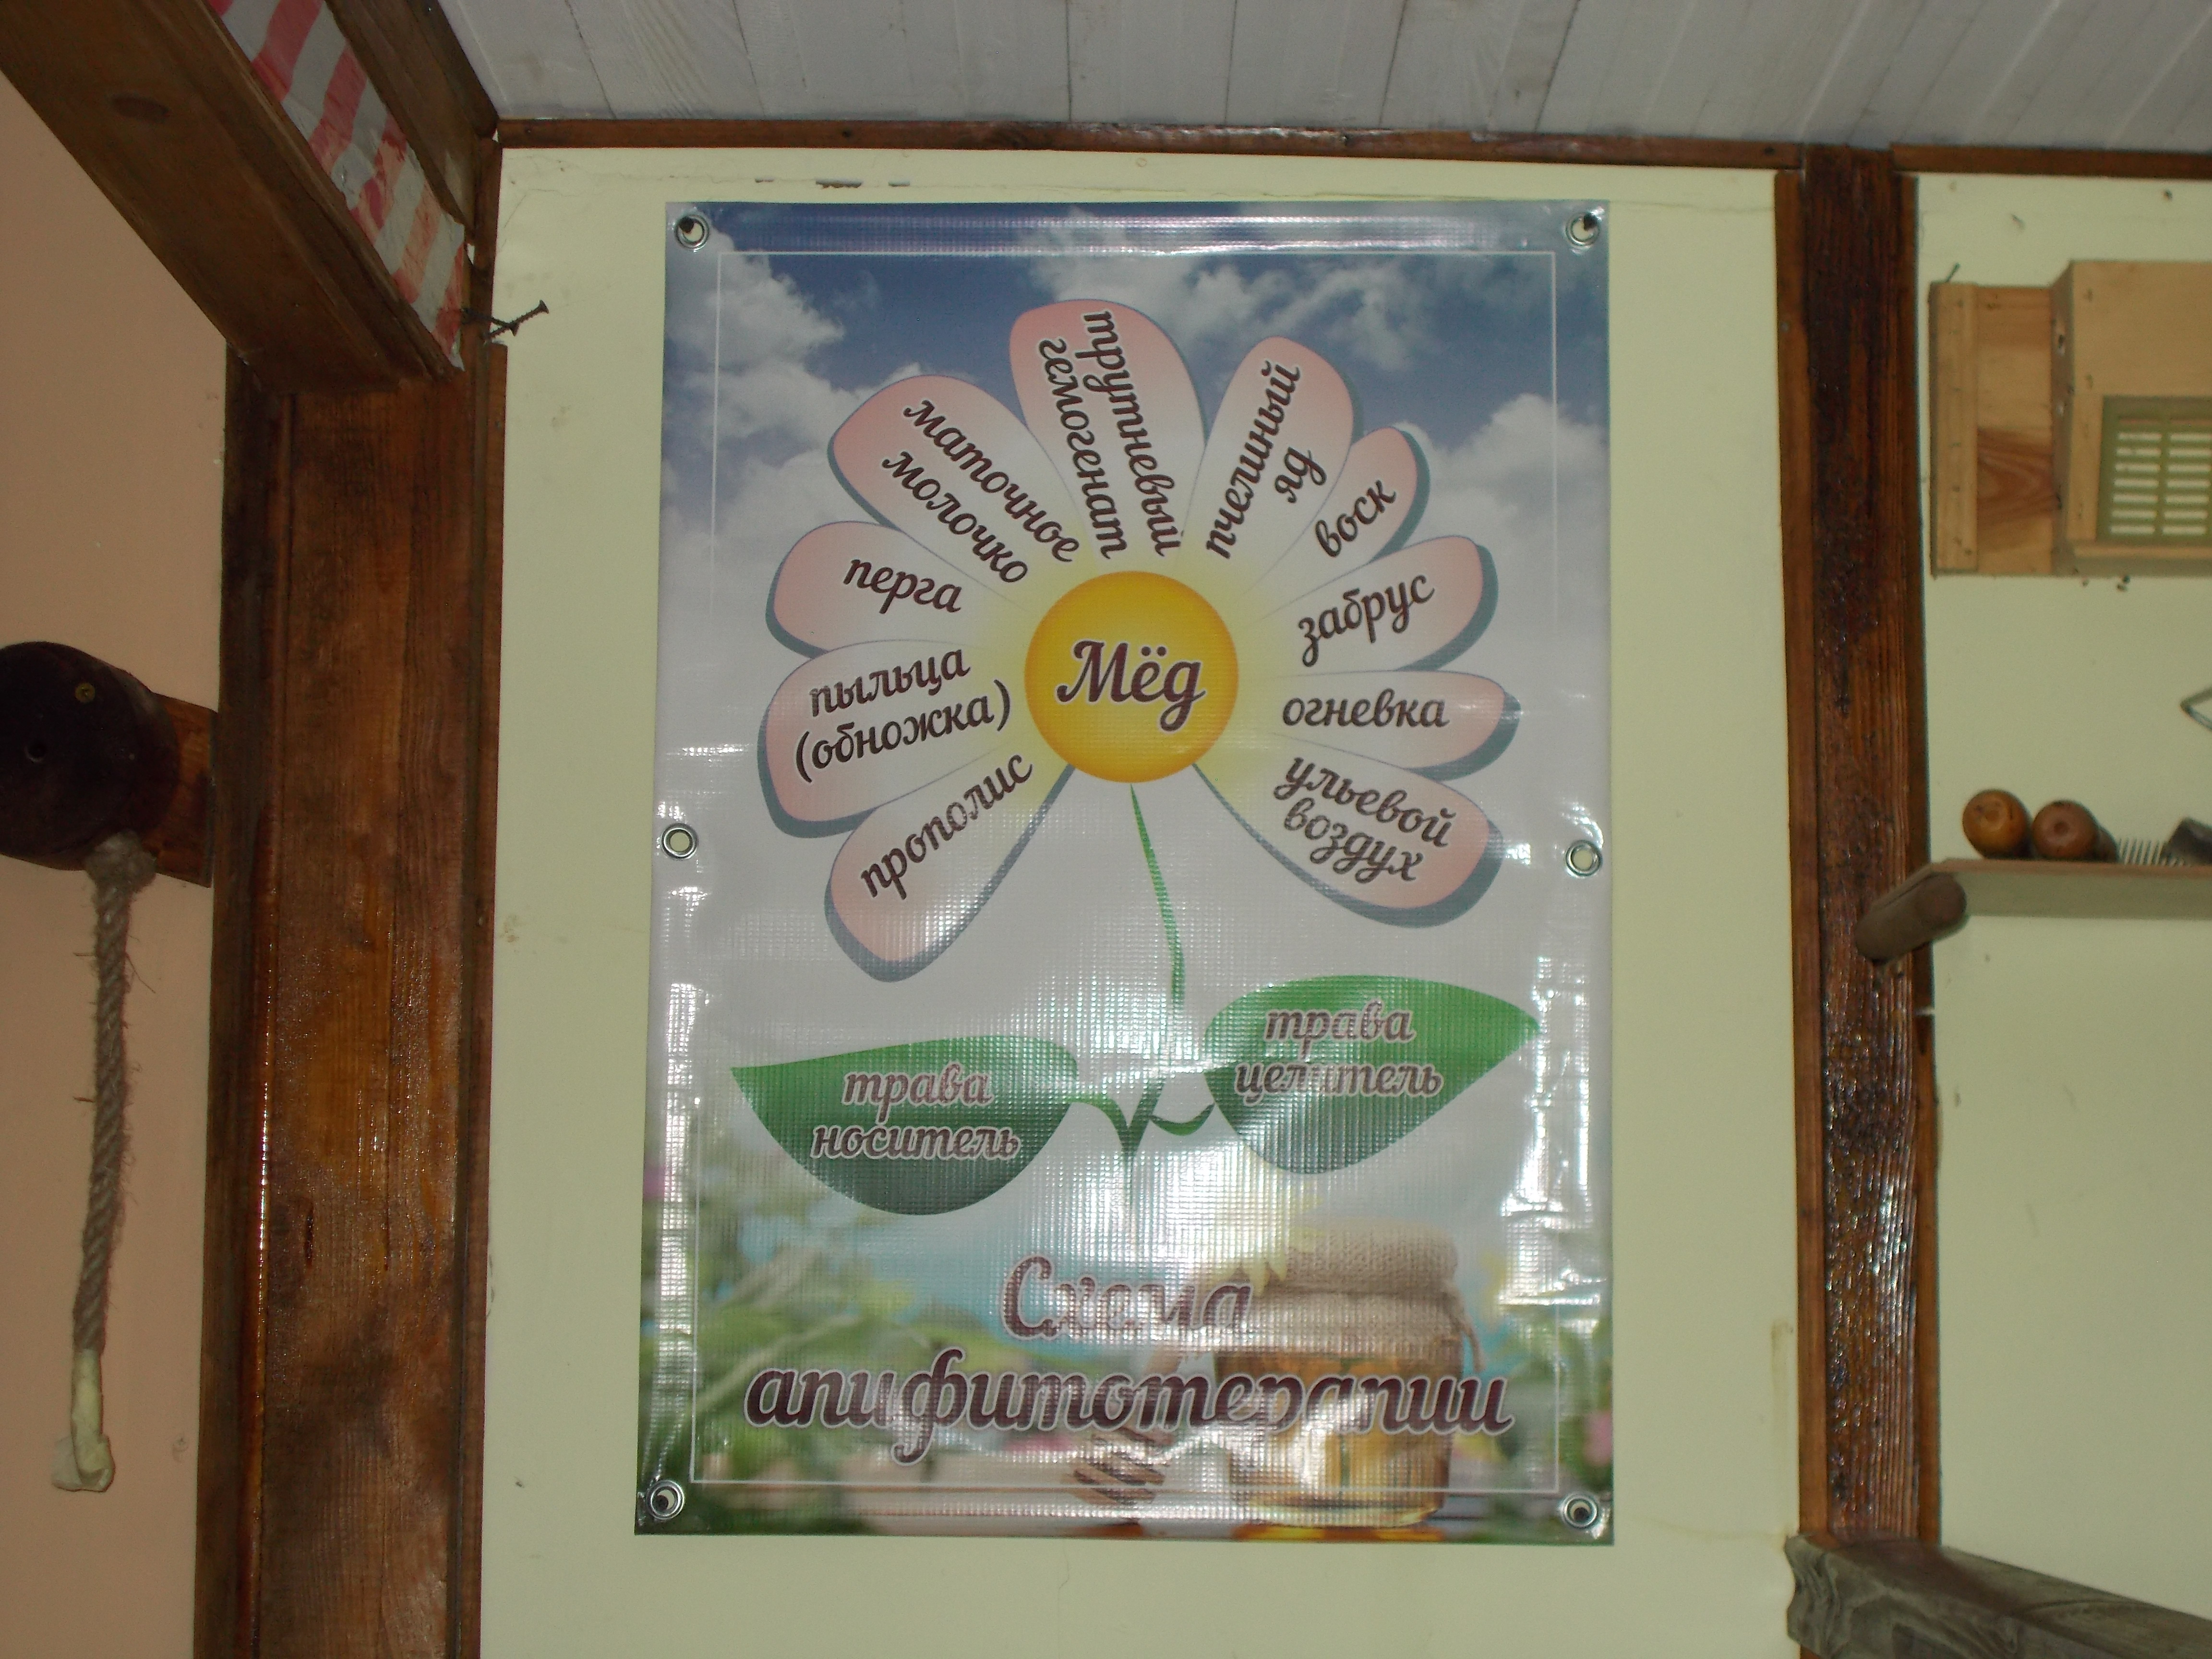 прополис
пыльца
(обножка)
перга
маточное
молочко
трутневый
гемогенат
пчелиный
яд
воск
забрус
огневка
ульевой
воздух
Мёд
трава
носитель
трава
целитель
Схема
апифитотерапии